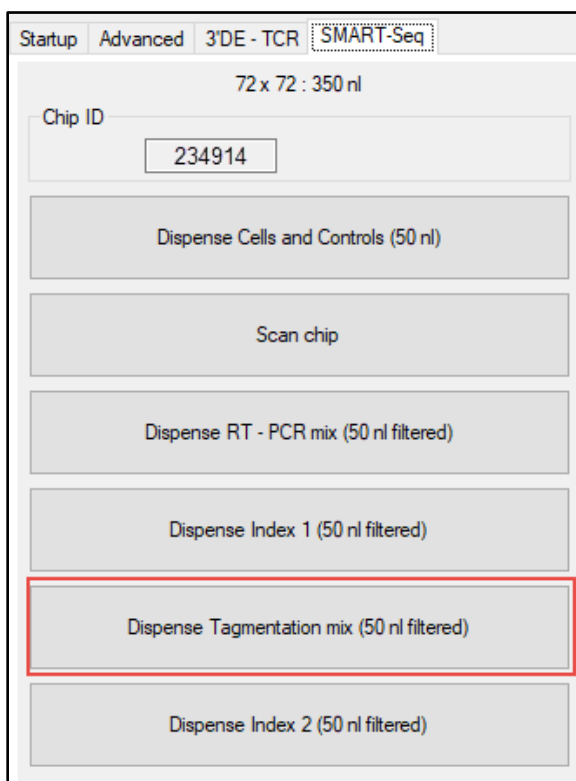 Startup Advanced 3'DE - TCR SMART-Seq
72 x 72 : 350 nl
Chip ID
234914
Dispense Cells and Controls (50 nl)
Scan chip
Dispense RT - PCR mix (50 nl filtered)
Dispense Index 1 (50 nl filtered)
Dispense Tagmentation mix (50 nl filtered)
Dispense Index 2 (50 nl filtered)